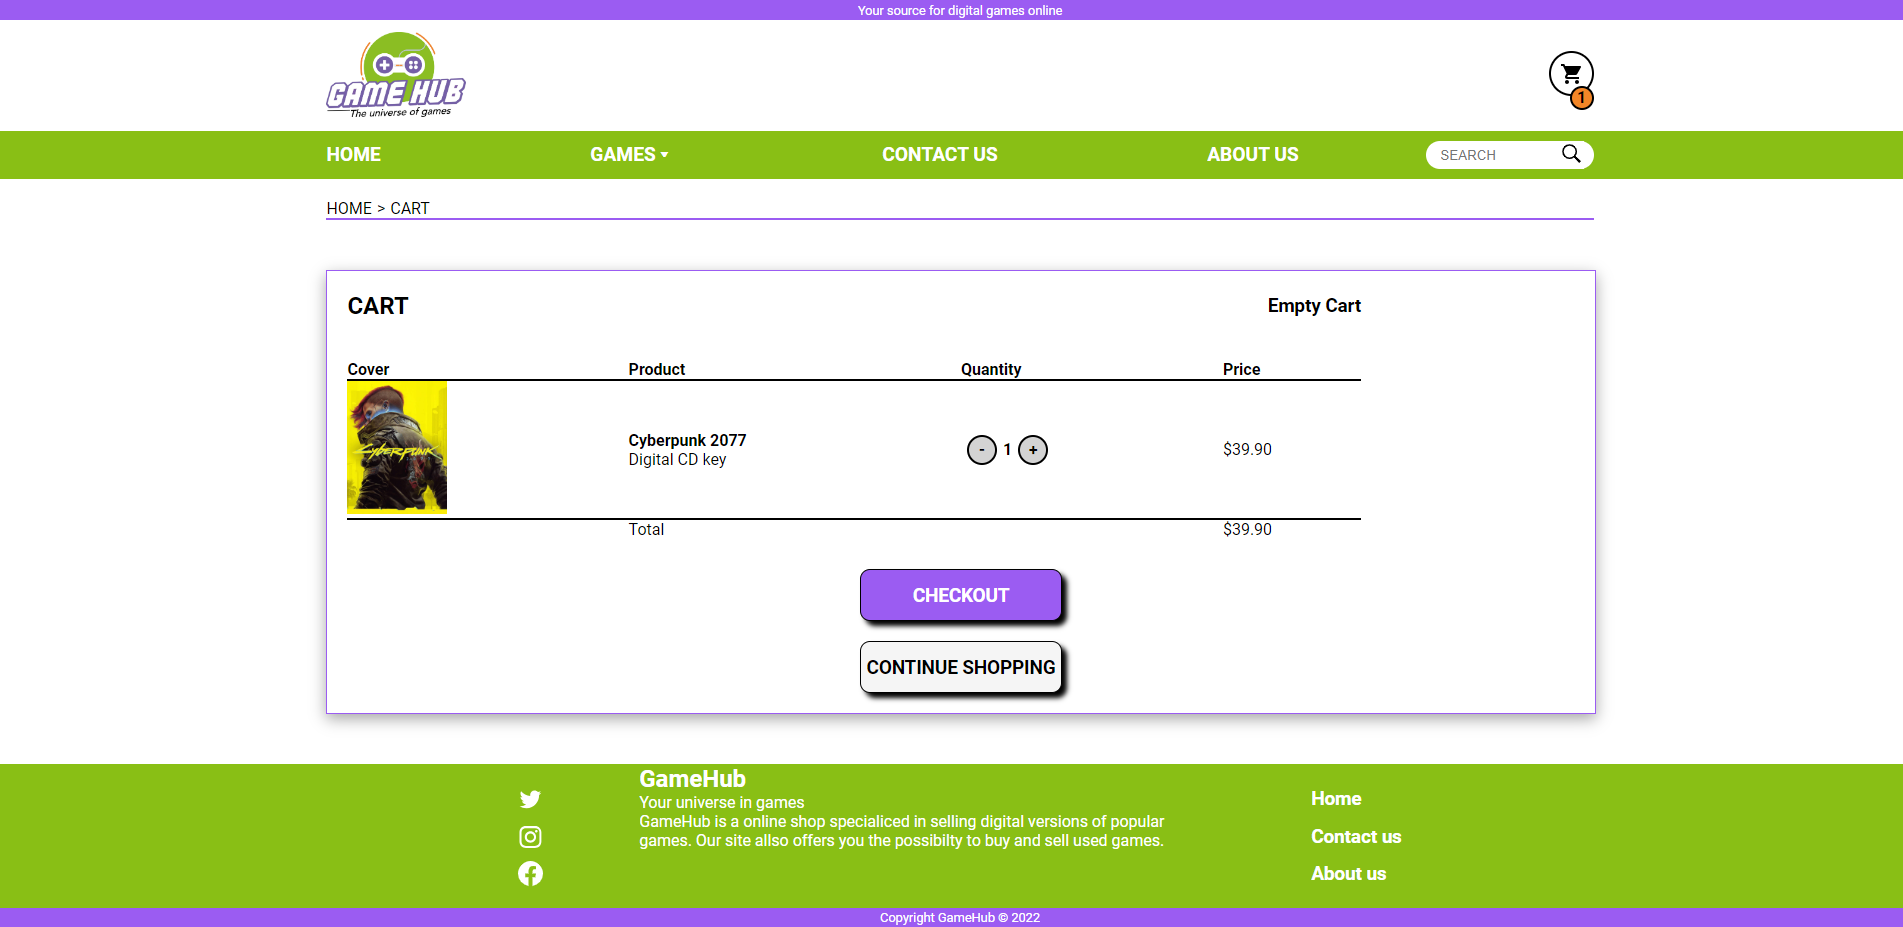 Your source for digital games online
GAME HUB
The universe of games
1
HOME GAMES CONTACT US ABOUT US SEARCH
HOME > CART
CART Empty Cart
Cover Product Quantity Price
CYBERPUNK
Cyberpunk 2077
Digital CD key
- 1 + $39.90
Total $39.90
CHECKOUT
CONTINUE SHOPPING
GameHub
Your universe in games
GameHub is a online shop specialiced in selling digital versions of popular
games. Our site allso offers you the possibilty to buy and sell used games.
Home
Contact us
About us
Copyright GameHub © 2022